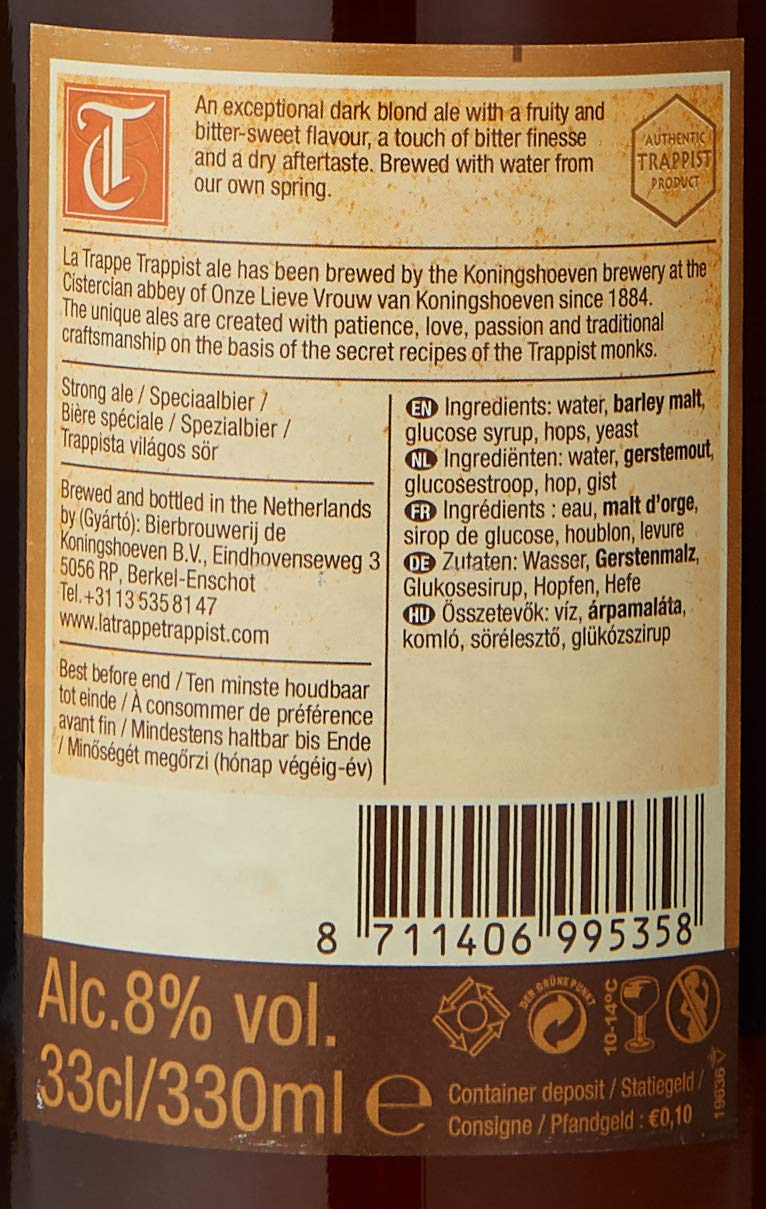 An exceptional dark blond ale with a fruity and
bitter-sweet flavour, a touch of bitter finesse
and a dry aftertaste. Brewed with water from
our own spring.
AUTHENTIC
TRAPPIST
PRODUCT
La Trappe Trappist ale has been brewed by the Koningshoeven brewery at the
Cistercian abbey of Onze Lieve Vrouw van Koningshoeven since 1884.
The unique ales are created with patience, love, passion and traditional
craftsmanship on the basis of the secret recipes of the Trappist monks.
Strong ale / Speciaalbier /
Bière spéciale / Spezialbier /
Trappista világos sör
Brewed and bottled in the Netherlands
by (Gyártó): Bierbrouwerij de
Koningshoeven B.V., Eindhovenseweg 3
5056 RP, Berkel-Enschot
Tel.+31 13 535 81 47
www.latrappetrappist.com
Best before end / Ten minste houdbaar
tot einde / À consommer de préférence
avant fin / Mindestens haltbar bis Ende
/ Minőségét megőrzi (hónap végéig-év)
EN Ingredients: water, barley malt,
glucose syrup, hops, yeast
NL Ingrediënten: water, gerstemout,
glucosestroop, hop, gist
FR Ingrédients : eau, malt d'orge,
sirop de glucose, houblon, levure
DE Zutaten: Wasser, Gerstenmalz,
Glukosesirup, Hopfen, Hefe
HU Összetevők: víz, árpamaláta,
komló, sörélesztő, glükózszirup
8 711406 995358
Alc.8% vol.
33cl/330ml e
DER GRÜNE PUNKT
10-14°C
Container deposit / Statiegeld /
Consigne / Pfandgeld : €0,10
19636